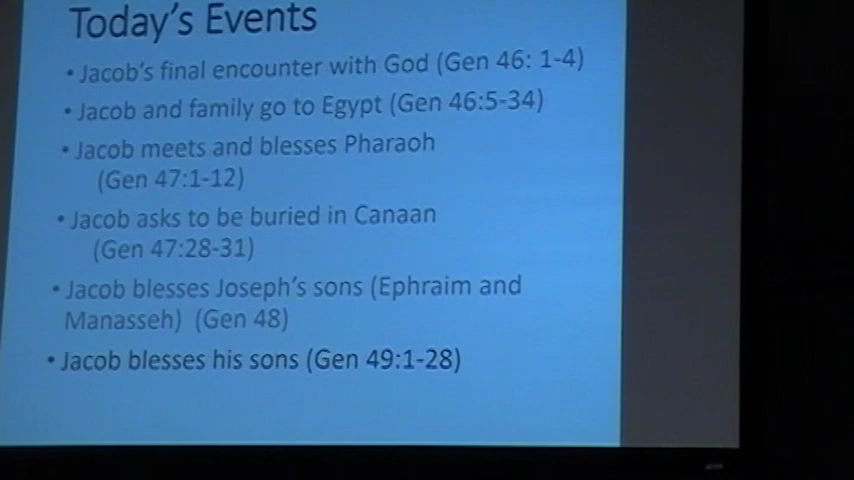 Today's Events
• Jacob's final encounter with God (Gen 46: 1-4)
• Jacob and family go to Egypt (Gen 46:5-34)
• Jacob meets and blesses Pharaoh
(Gen 47:1-12)
• Jacob asks to be buried in Canaan
(Gen 47:28-31)
• Jacob blesses Joseph's sons (Ephraim and
Manasseh) (Gen 48)
• Jacob blesses his sons (Gen 49:1-28)